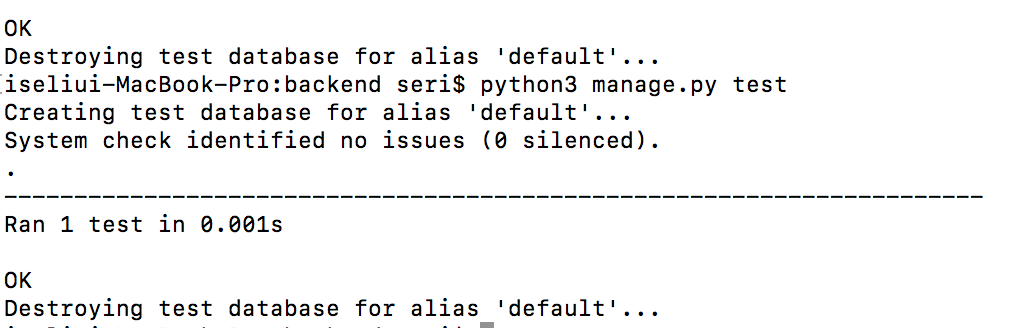 OK
Destroying test database for alias 'default'...
iseliui-MacBook-Pro:backend seri$ python3 manage.py test
Creating test database for alias 'default'...
System check identified no issues (0 silenced).
.
----------------------------------------------------------------------
Ran 1 test in 0.001s
OK
Destroying test database for alias 'default'...